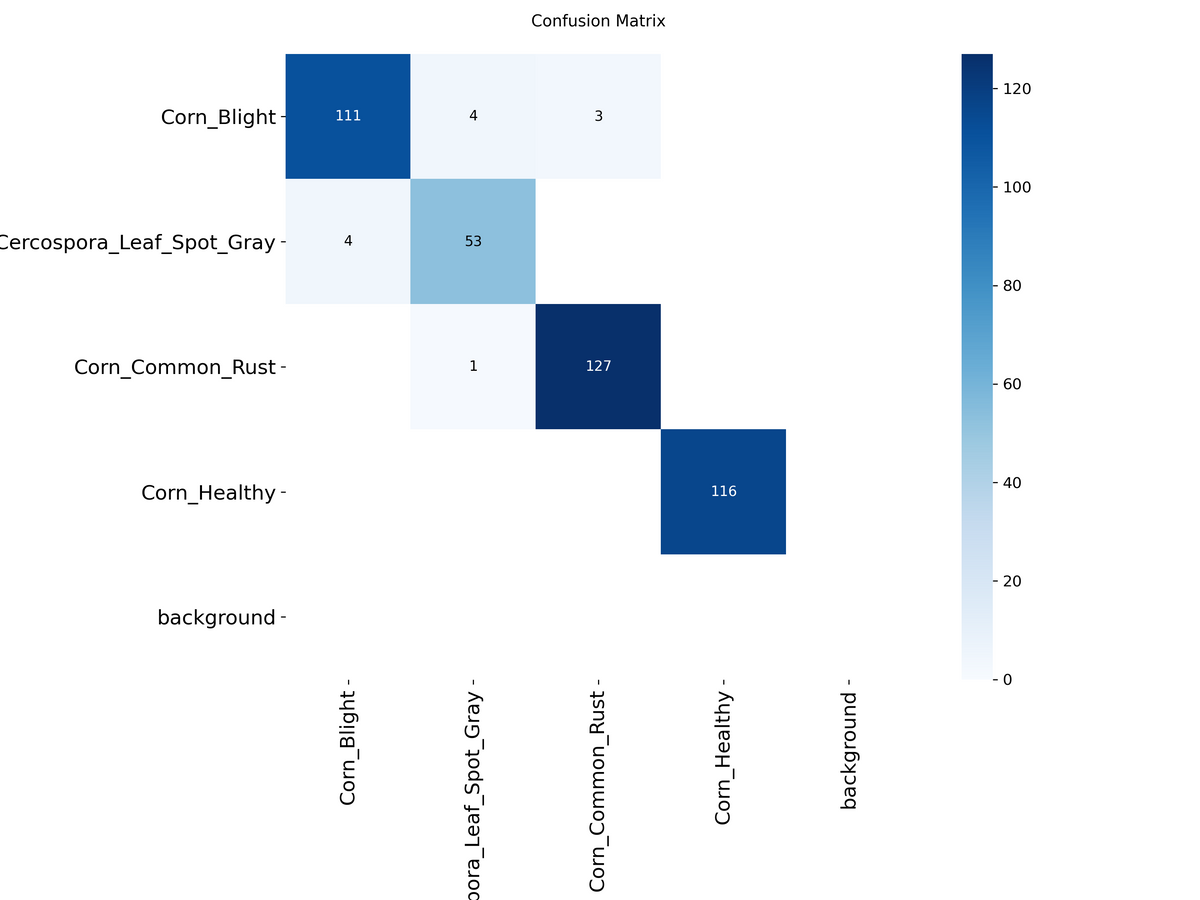 Confusion Matrix
Corn_Blight
111
4
3
120
100
Cercospora_Leaf_Spot_Gray
4
53
80
Corn_Common_Rust
1
127
60
40
Corn_Healthy
116
20
background
0
Corn_Blight
pora_Leaf_Spot_Gray
Corn_Common_Rust
Corn_Healthy
background